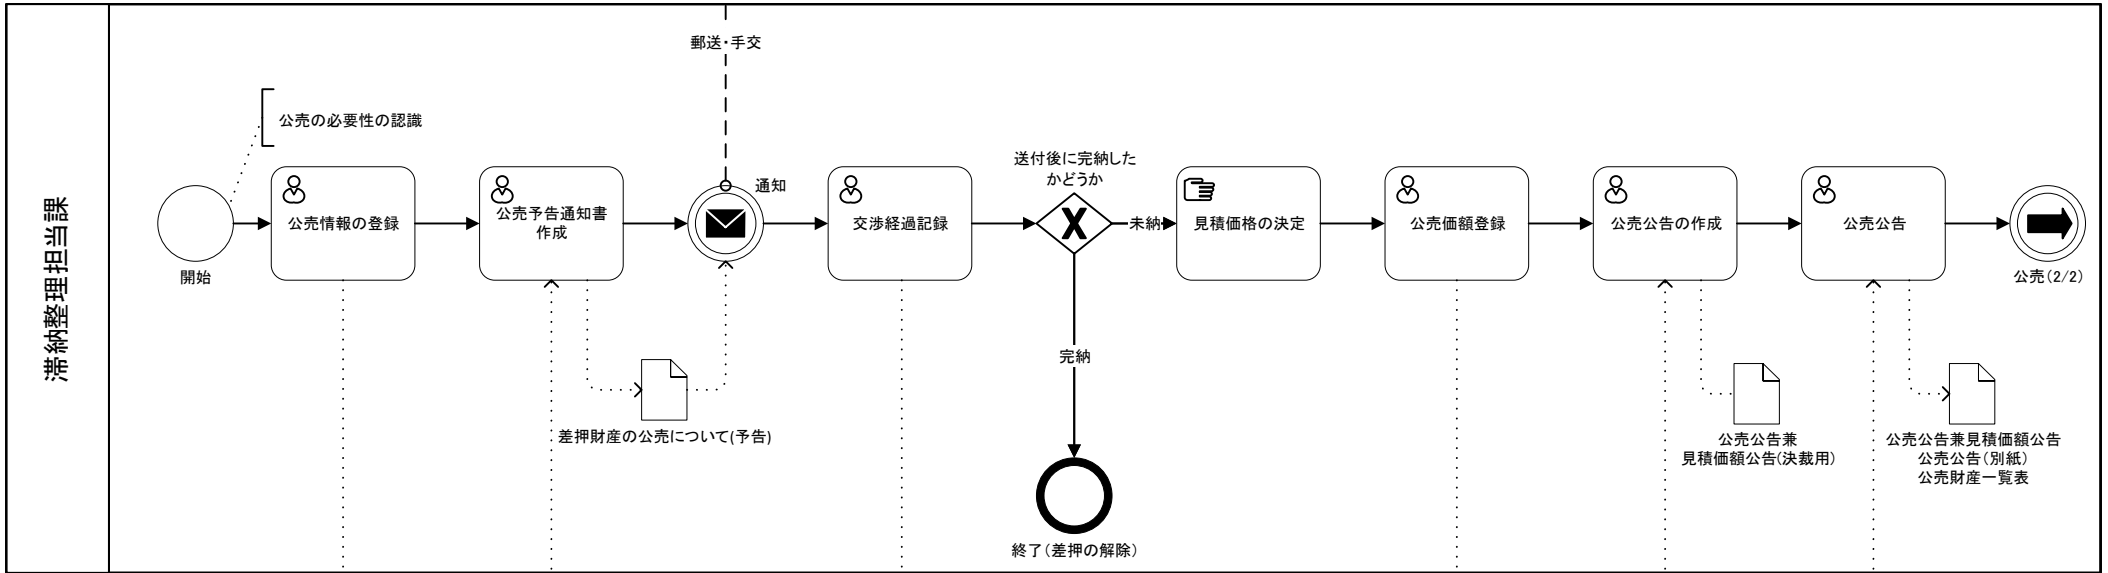 滞納整理担当課
郵送・手交
公売の必要性の認識
開始
公売情報の登録
公売予告通知書
作成
通知
差押財産の公売について(予告)
交渉経過記録
送付後に完納した
かどうか
未納
完納
終了（差押の解除）
見積価格の決定
公売価額登録
公売公告の作成
公売公告兼
見積価額公告(決裁用)
公売公告
公売公告兼見積価額公告
公売公告（別紙）
公売財産一覧表
公売（2/2）